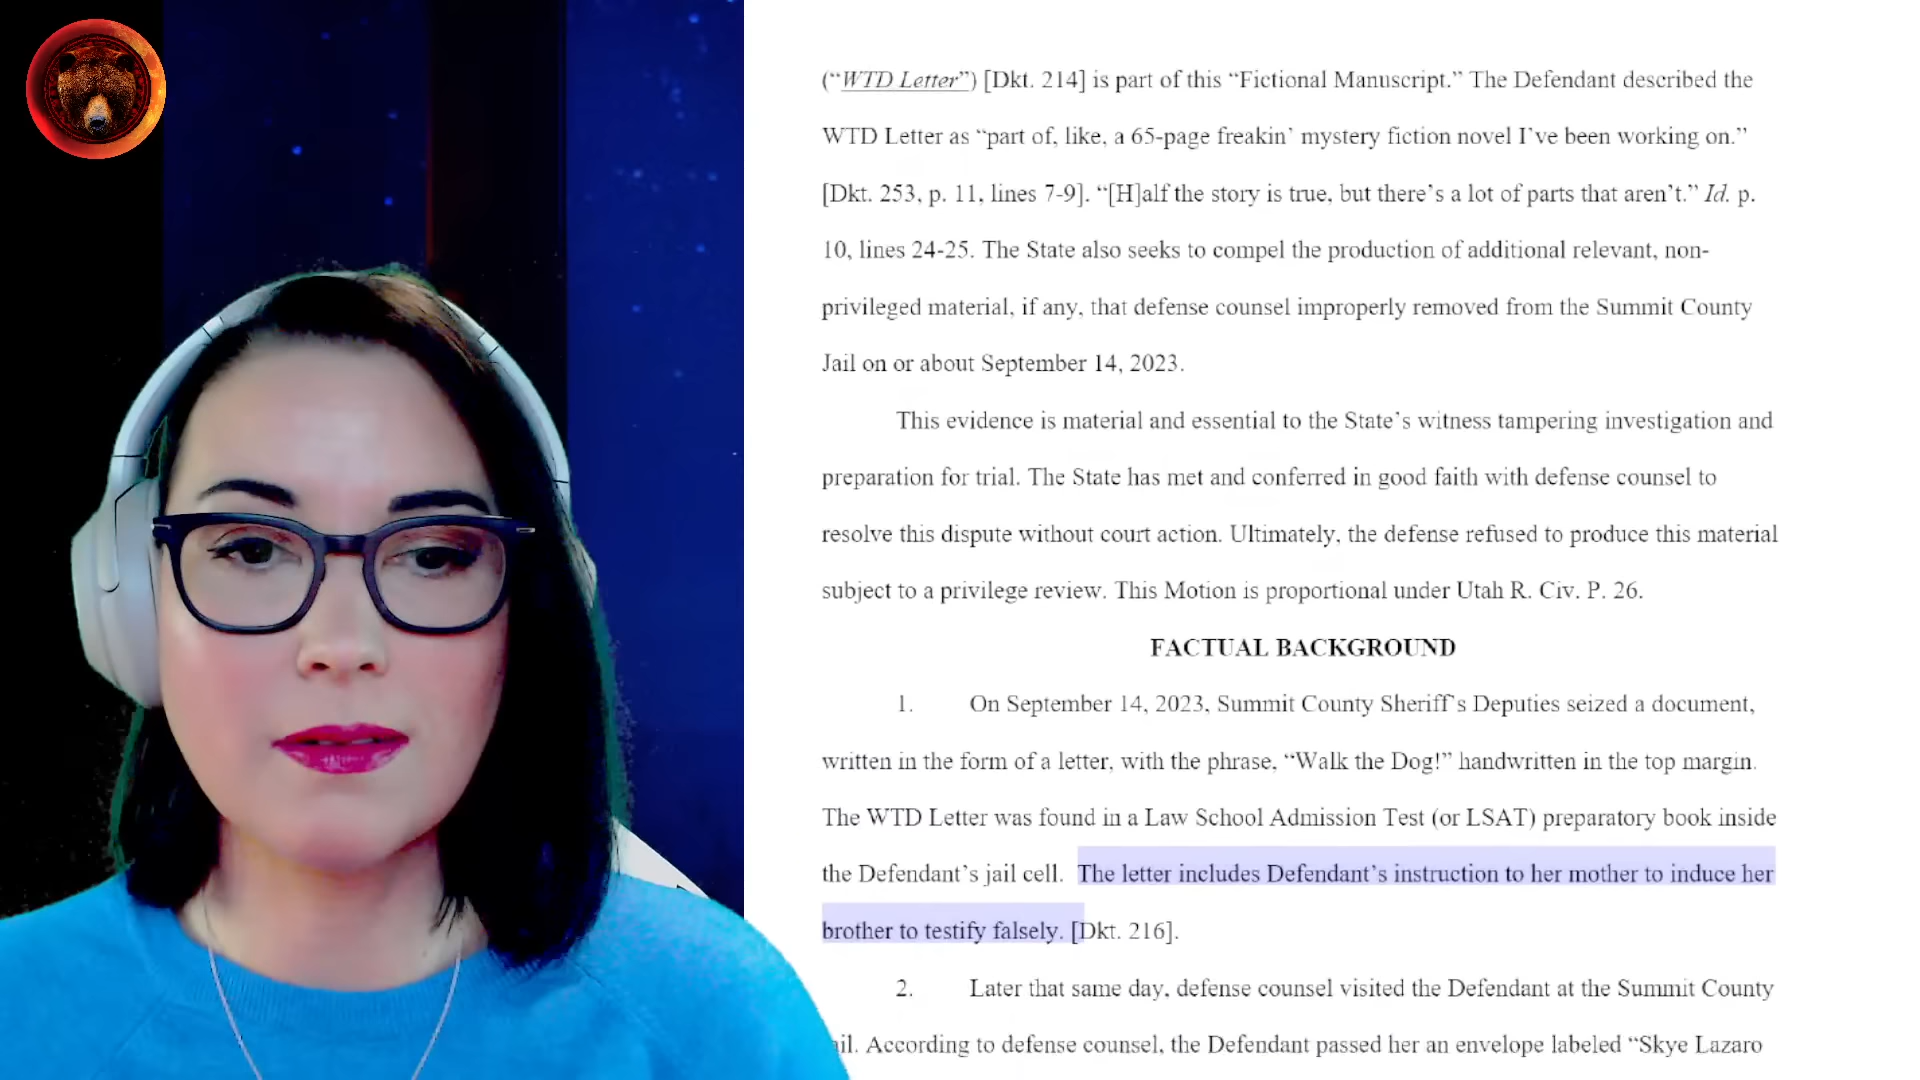 (“WTD Letter”) [Dkt. 214] is part of this “Fictional Manuscript.” The Defendant described the
WTD Letter as “part of, like, a 65-page freakin’ mystery fiction novel I’ve been working on.”
[Dkt. 253, p. 11, lines 7-9]. “[H]alf the story is true, but there’s a lot of parts that aren’t.” Id. p.
10, lines 24-25. The State also seeks to compel the production of additional relevant, non-
privileged material, if any, that defense counsel improperly removed from the Summit County
Jail on or about September 14, 2023.
This evidence is material and essential to the State’s witness tampering investigation and
preparation for trial. The State has met and conferred in good faith with defense counsel to
resolve this dispute without court action. Ultimately, the defense refused to produce this material
subject to a privilege review. This Motion is proportional under Utah R. Civ. P. 26.
FACTUAL BACKGROUND
1. On September 14, 2023, Summit County Sheriff’s Deputies seized a document,
written in the form of a letter, with the phrase, “Walk the Dog!” handwritten in the top margin.
The WTD Letter was found in a Law School Admission Test (or LSAT) preparatory book inside
the Defendant’s jail cell. The letter includes Defendant’s instruction to her mother to induce her
brother to testify falsely. [Dkt. 216].
2. Later that same day, defense counsel visited the Defendant at the Summit County
ail. According to defense counsel, the Defendant passed her an envelope labeled “Skye Lazaro